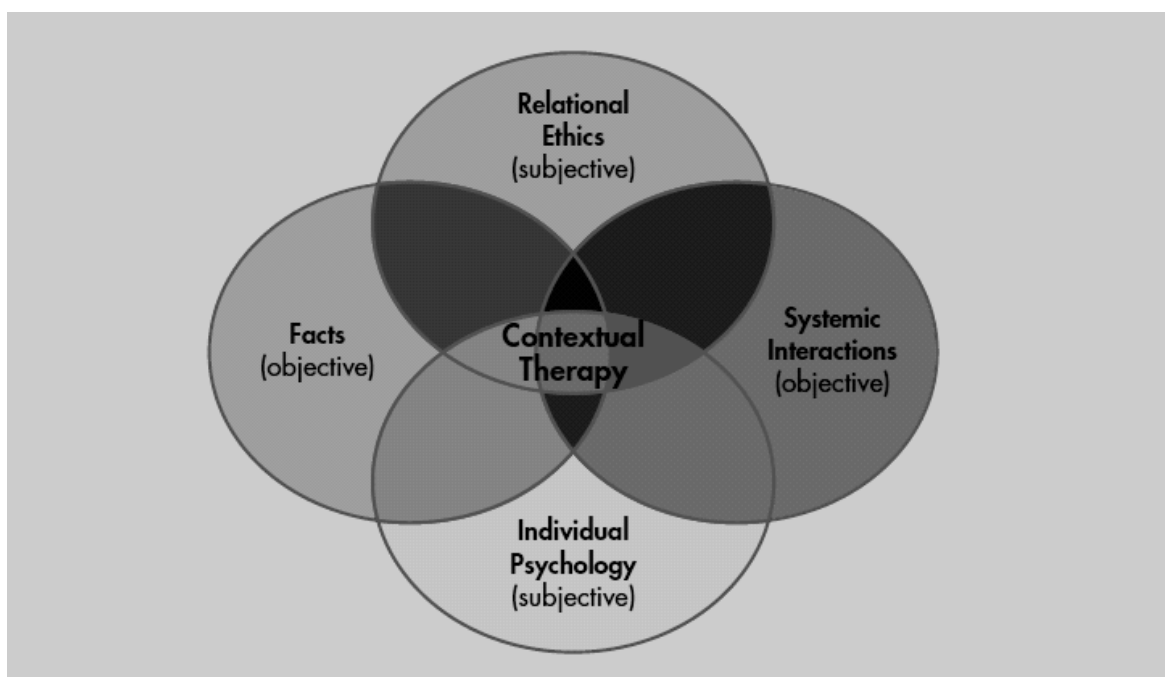 Relational
Ethics
(subjective)
Facts
(objective)
Contextual
Therapy
Systemic
Interactions
(objective)
Individual
Psychology
(subjective)